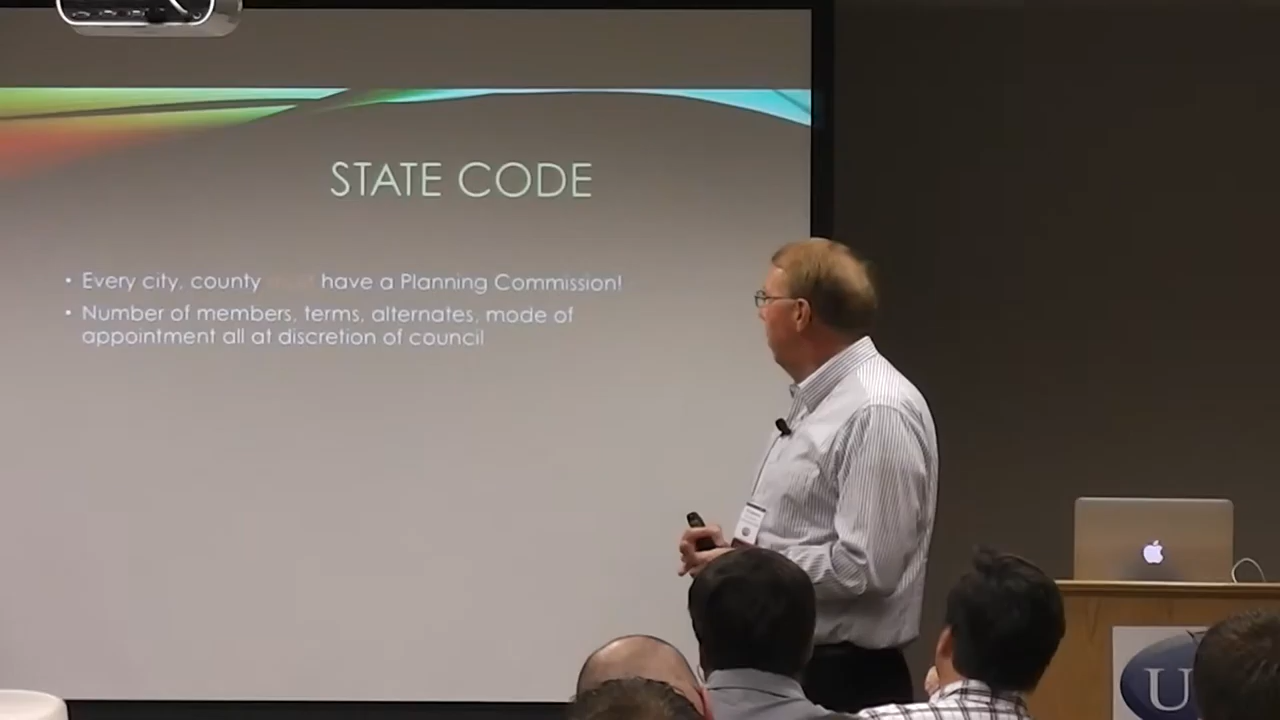 STATE CODE
• Every city, county must have a Planning Commission!
• Number of members, terms, alternates, mode of
appointment all at discretion of council
U